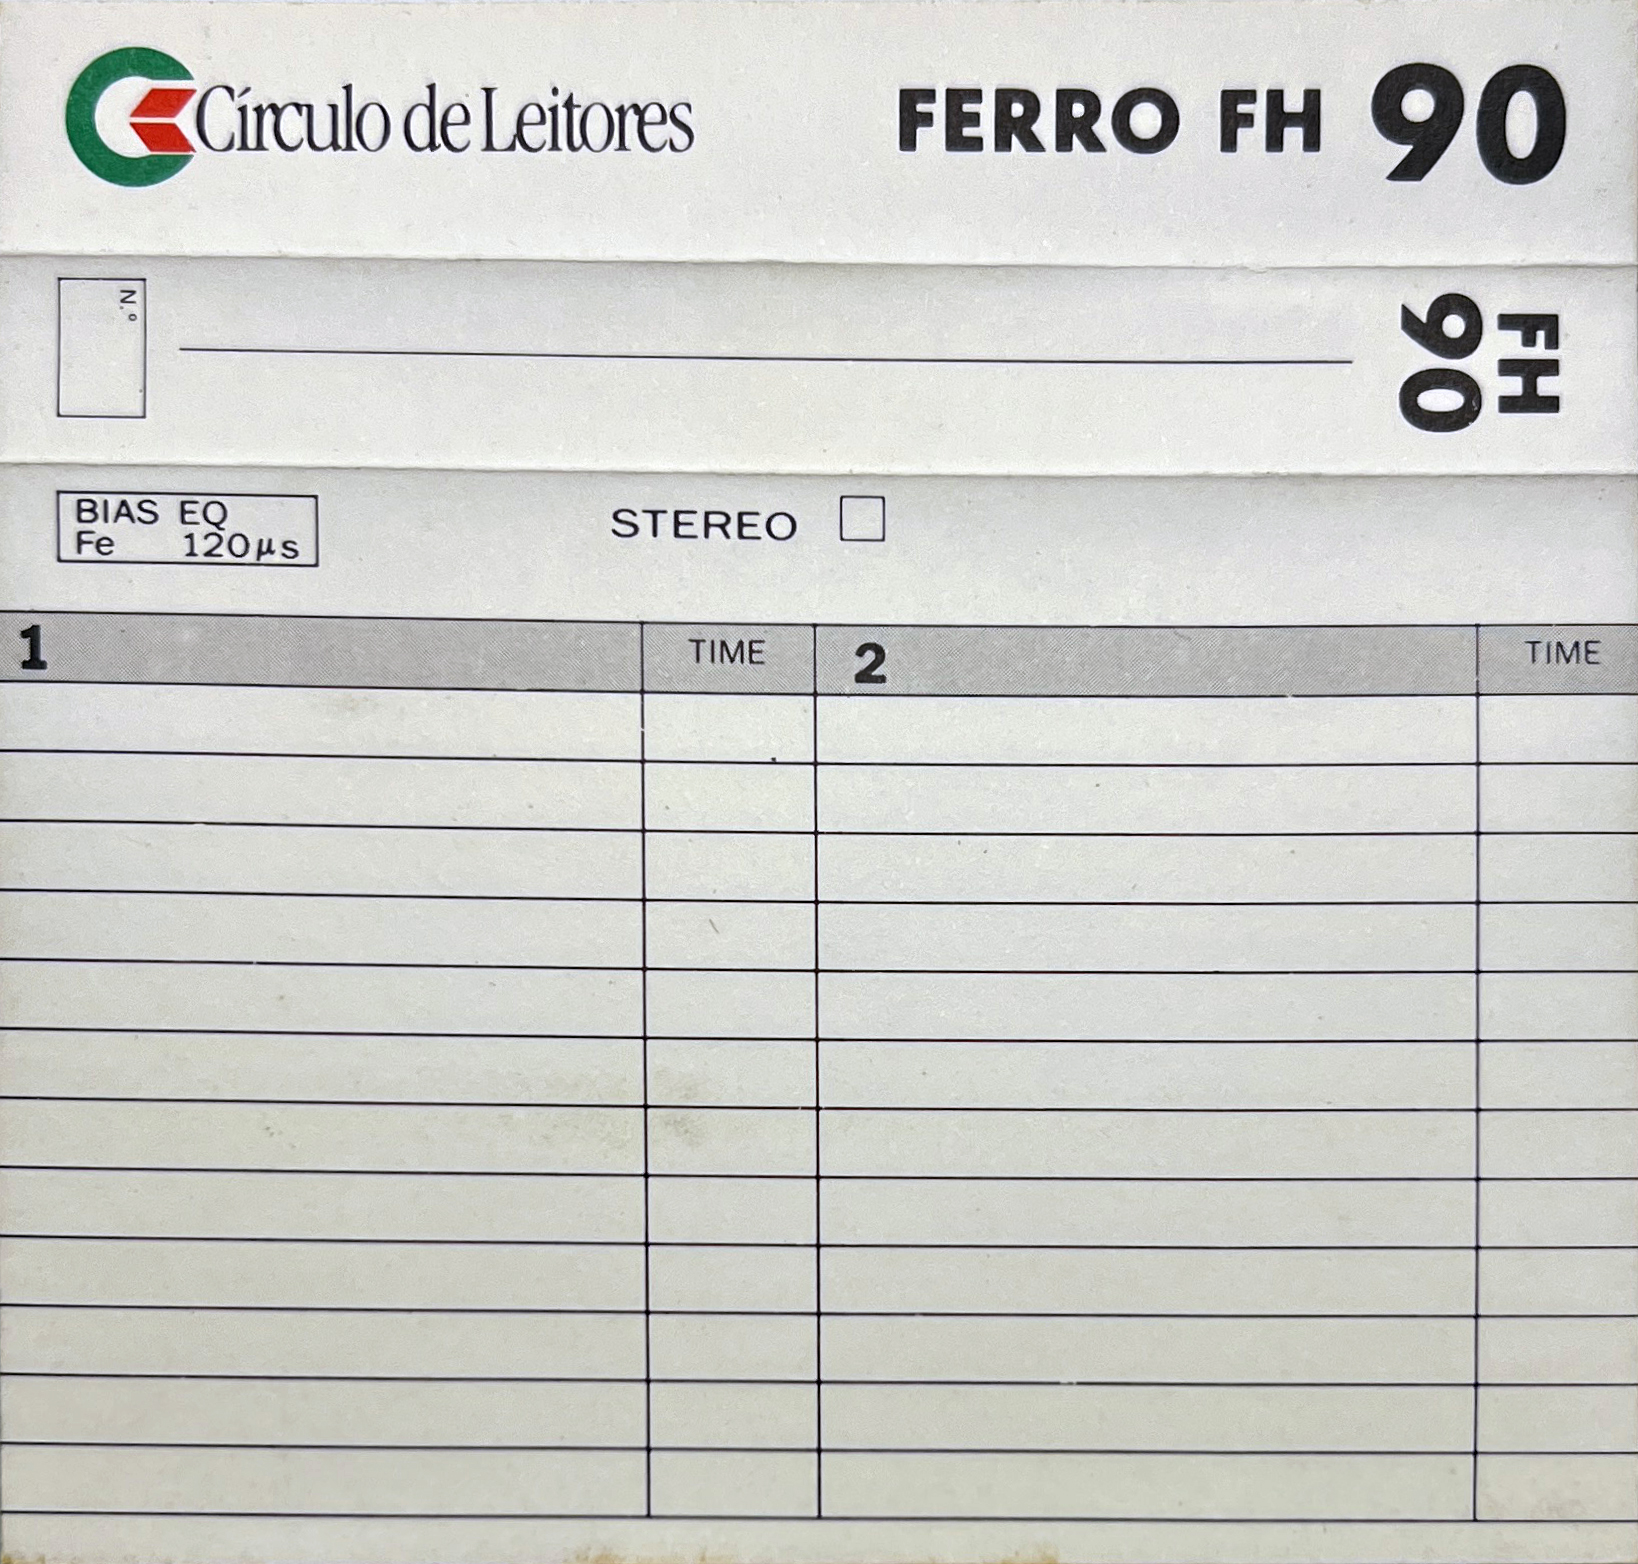 Círculo de Leitores FERRO FH 90
N.º
FH
90
BIAS EQ
Fe 120µs
STEREO
1 TIME 2 TIME